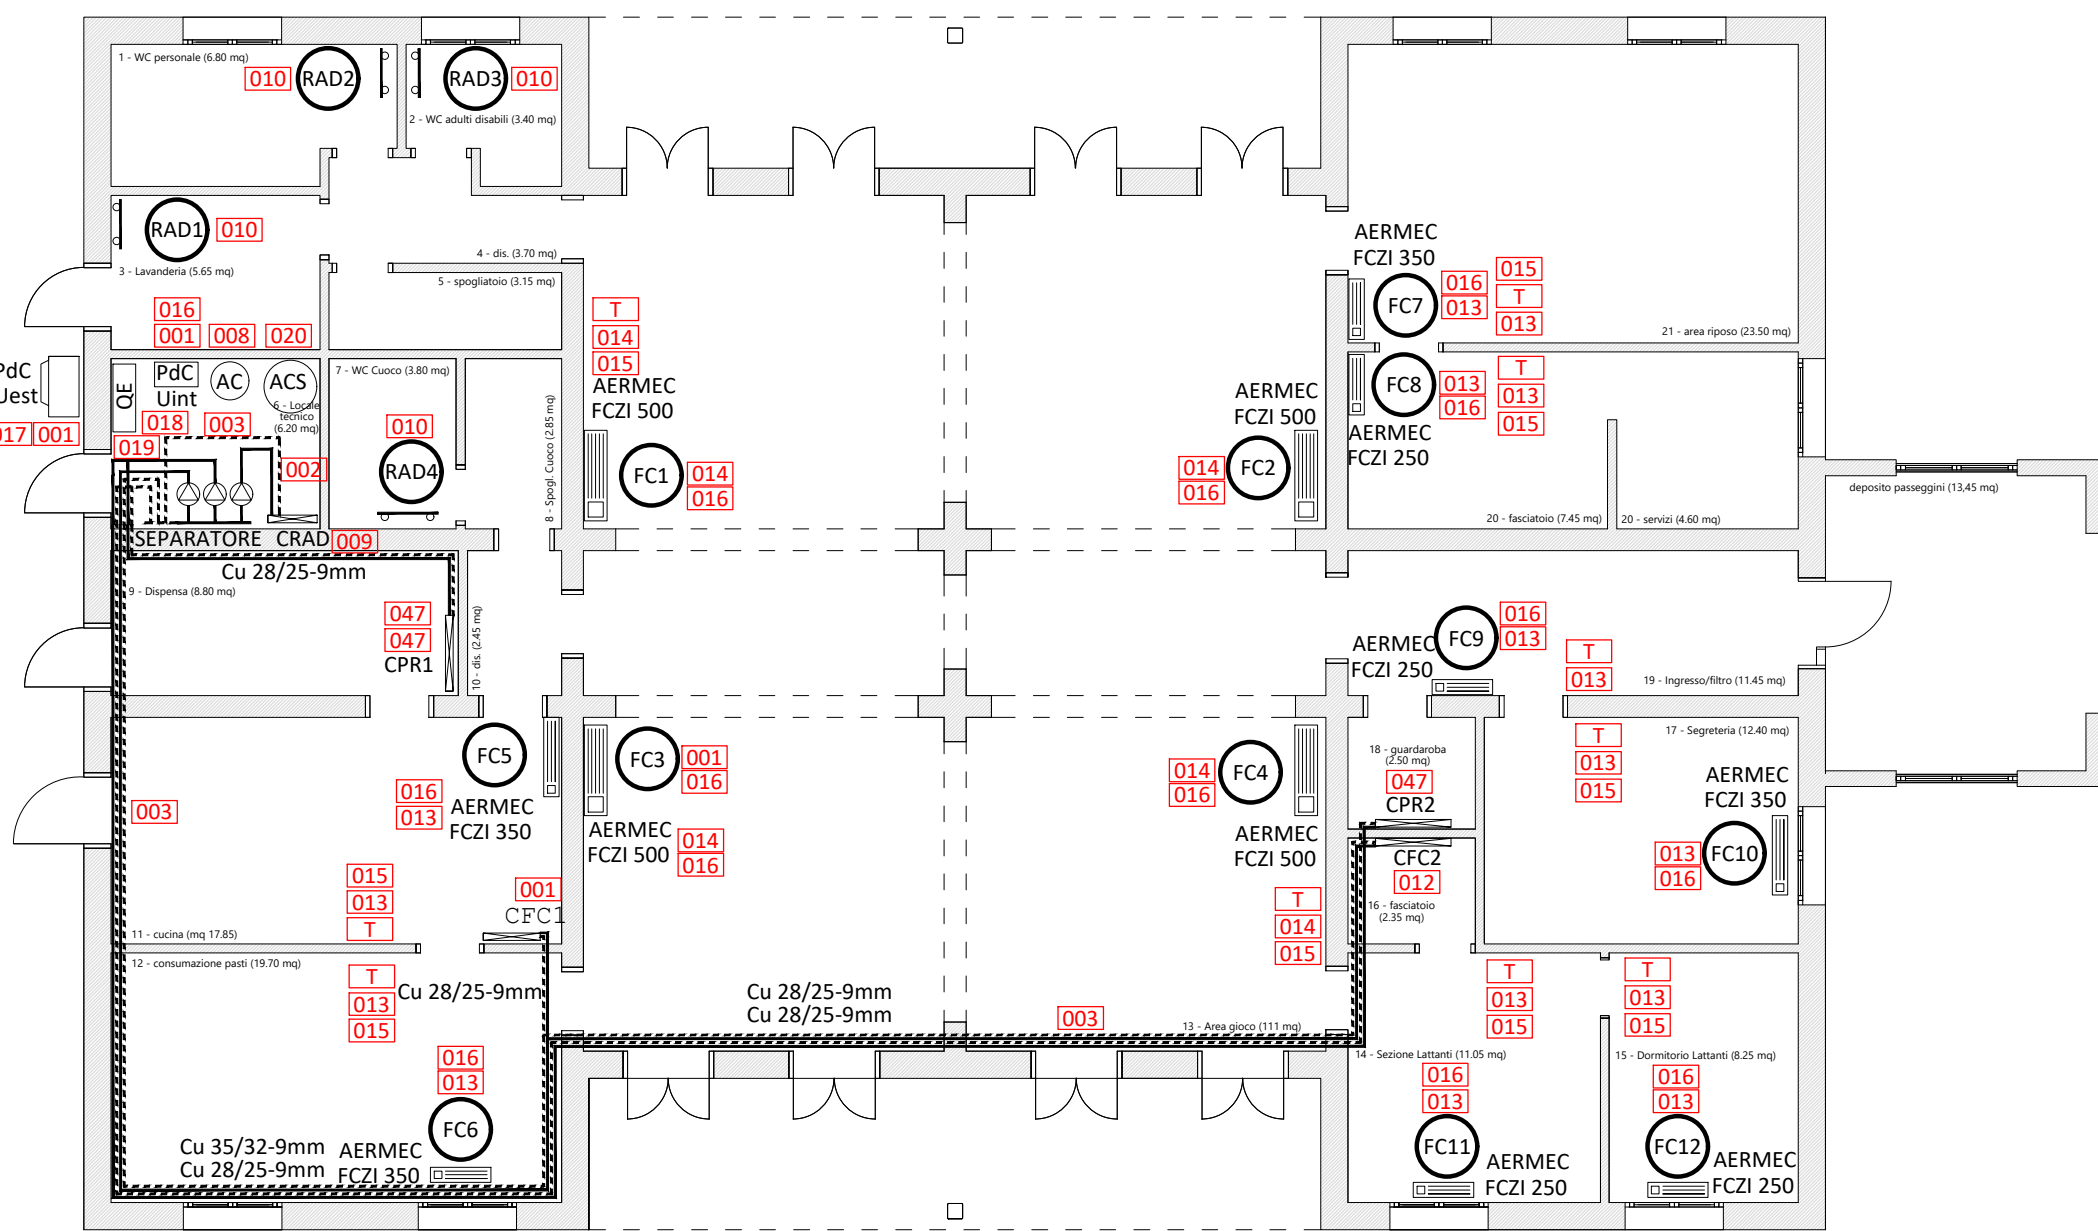 1 - WC personale (6.80 mq)
010
RAD2
RAD3
010
2 - WC adulti disabili (3.40 mq)
RAD1
010
3 - Lavanderia (5.65 mq)
4 - dis. (3.70 mq)
5 - spogliatoio (3.15 mq)
016
001
008
020
PdC
Uest
017
001
QE
PdC
Uint
AC
ACS
6 - Locale
tecnico
(6.20 mq)
018
003
019
002
7 - WC Cuoco (3.80 mq)
010
RAD4
8 - Spogl. Cuoco (2.85 mq)
SEPARATORE
CRAD
009
Cu 28/25-9mm
9 - Dispensa (8.80 mq)
047
047
CPR1
10 - dis. (2.45 mq)
T
014
015
AERMEC
FCZI 500
FC1
014
016
AERMEC
FCZI 500
014
016
FC2
AERMEC
FCZI 350
FC7
016
013
015
T
013
21 - area riposo (23.50 mq)
FC8
013
016
AERMEC
FCZI 250
T
013
015
20 - fasciatoio (7.45 mq)
20 - servizi (4.60 mq)
deposito passeggini (13,45 mq)
FC9
016
013
AERMEC
FCZI 250
T
013
19 - Ingresso/filtro (11.45 mq)
FC5
016
013
AERMEC
FCZI 350
003
015
013
T
001
CFC1
11 - cucina (mq 17.85)
FC3
001
016
AERMEC
FCZI 500
014
016
014
016
FC4
AERMEC
FCZI 500
T
014
015
18 - guardaroba
(2.50 mq)
047
CPR2
CFC2
012
16 - fasciatoio
(2.35 mq)
T
013
015
17 - Segreteria (12.40 mq)
AERMEC
FCZI 350
013
016
FC10
12 - consumazione pasti (19.70 mq)
T
013
015
Cu 28/25-9mm
016
013
FC6
Cu 35/32-9mm
Cu 28/25-9mm
AERMEC
FCZI 350
Cu 28/25-9mm
Cu 28/25-9mm
003
13 - Area gioco (111 mq)
T
013
015
14 - Sezione Lattanti (11.05 mq)
016
013
FC11
AERMEC
FCZI 250
T
013
015
15 - Dormitorio Lattanti (8.25 mq)
016
013
FC12
AERMEC
FCZI 250